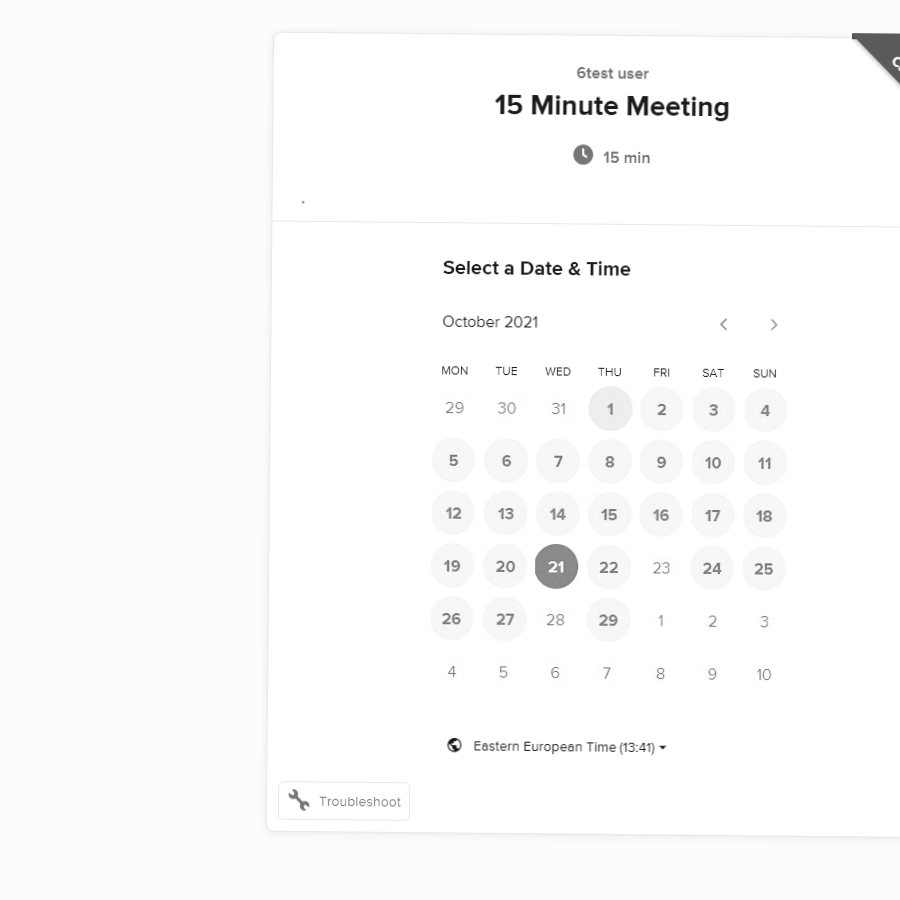 6test user
15 Minute Meeting
15 min
Select a Date & Time
October 2021
MON TUE WED THU FRI SAT SUN
29 30 31 1 2 3 4
5 6 7 8 9 10 11
12 13 14 15 16 17 18
19 20 21 22 23 24 25
26 27 28 29 1 2 3
4 5 6 7 8 9 10
Eastern European Time (13:41)
Troubleshoot